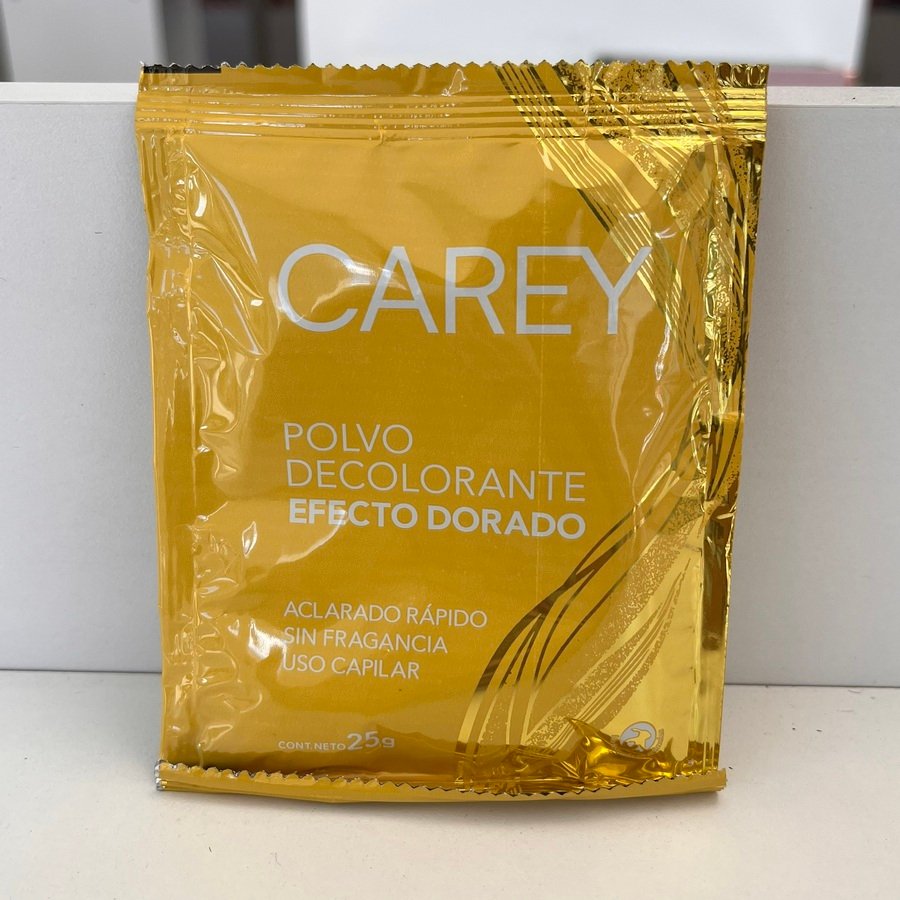 CAREY
POLVO
DECOLORANTE
EFECTO DORADO
ACLARADO RÁPIDO
SIN FRAGANCIA
USO CAPILAR
CONT. NETO 25g